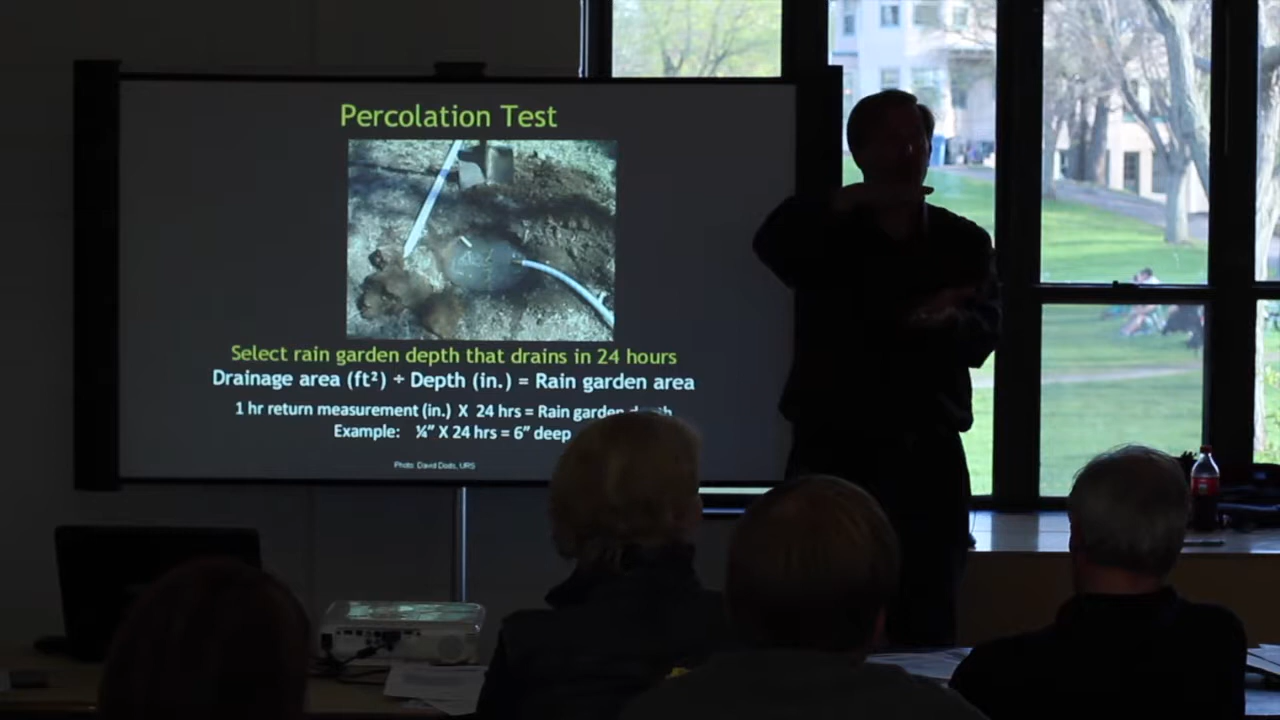 Percolation Test
Select rain garden depth that drains in 24 hours
Drainage area (ft²) ÷ Depth (in.) = Rain garden area
1 hr return measurement (in.) X 24 hrs = Rain garden
Example: ¼” X 24 hrs = 6” deep
Photo: David Dods, URS